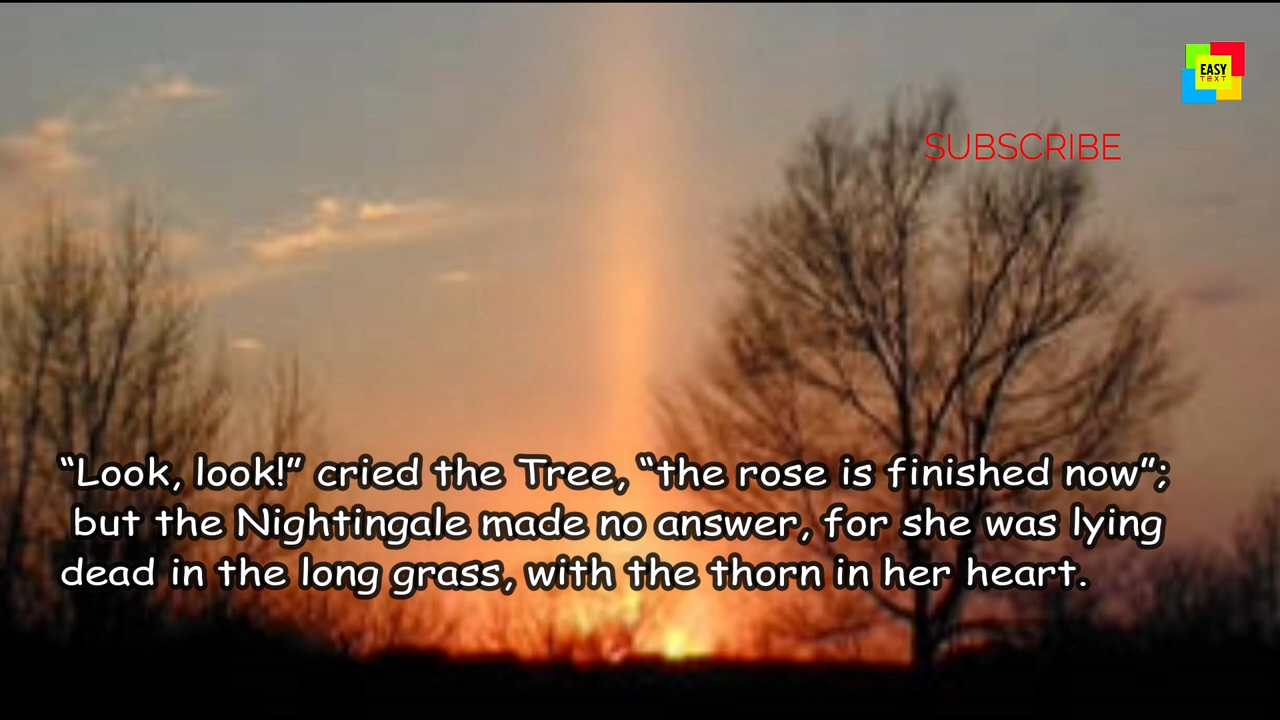 EASY
TEXT
SUBSCRIBE
“Look, look!” cried the Tree, “the rose is finished now”;
but the Nightingale made no answer, for she was lying
dead in the long grass, with the thorn in her heart.